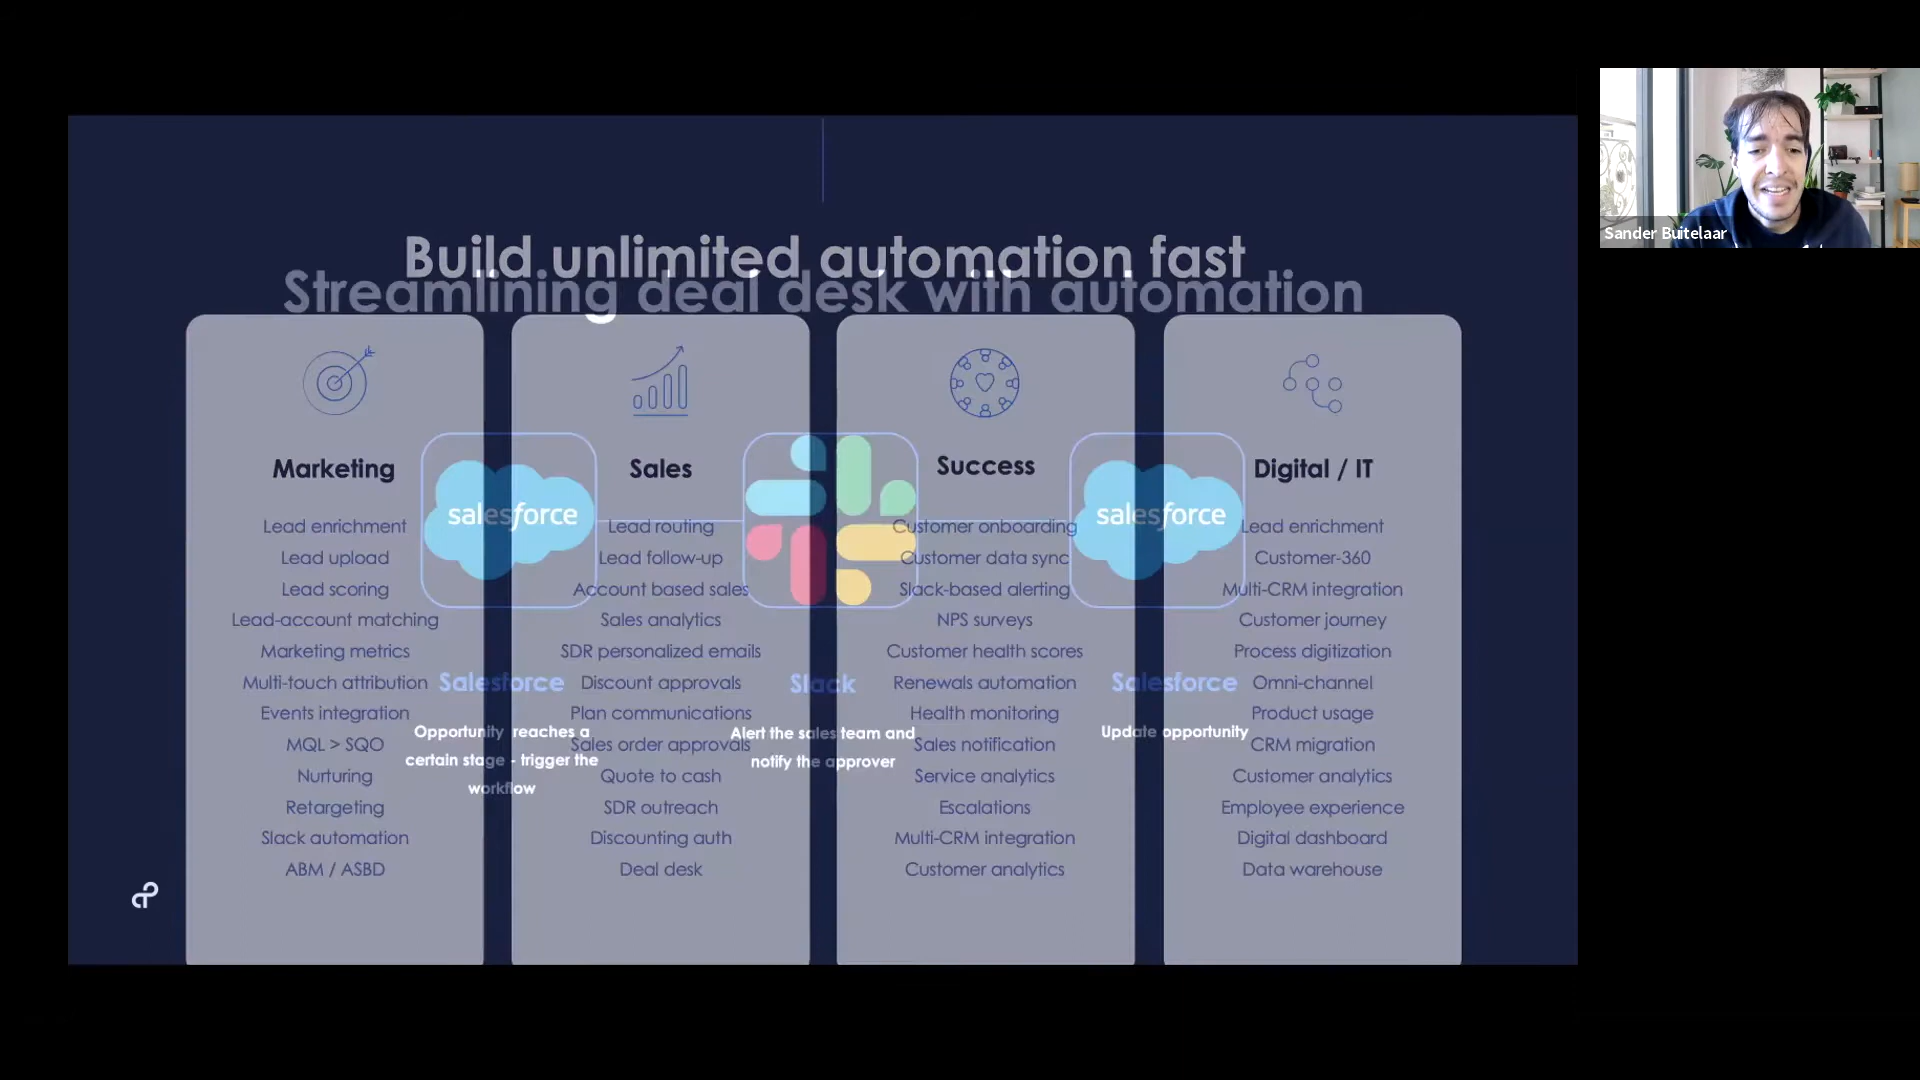 Build unlimited automation fast
Streamlining deal desk with automation
Marketing
Lead enrichment
Lead upload
Lead scoring
Lead-account matching
Marketing metrics
Multi-touch attribution
Events integration
MQL > SQO
Nurturing
Retargeting
Slack automation
ABM / ASBD
Sales
Lead routing
Lead follow-up
Account based sales
Sales analytics
SDR personalized emails
Discount approvals
Plan communications
Sales order approvals
Quote to cash
SDR outreach
Discounting auth
Deal desk
Success
Customer onboarding
Customer data sync
Slack-based alerting
NPS surveys
Customer health scores
Renewals automation
Health monitoring
Sales notification
Service analytics
Escalations
Multi-CRM integration
Customer analytics
Digital / IT
Lead enrichment
Customer-360
Multi-CRM integration
Customer journey
Process digitization
Omni-channel
Product usage
CRM migration
Customer analytics
Employee experience
Digital dashboard
Data warehouse
salesforce
Salesforce
Opportunity reaches a
certain stage - trigger the
workflow
Slack
Alert the sales team and
notify the approver
salesforce
Salesforce
Update opportunity
Sander Buitelaar